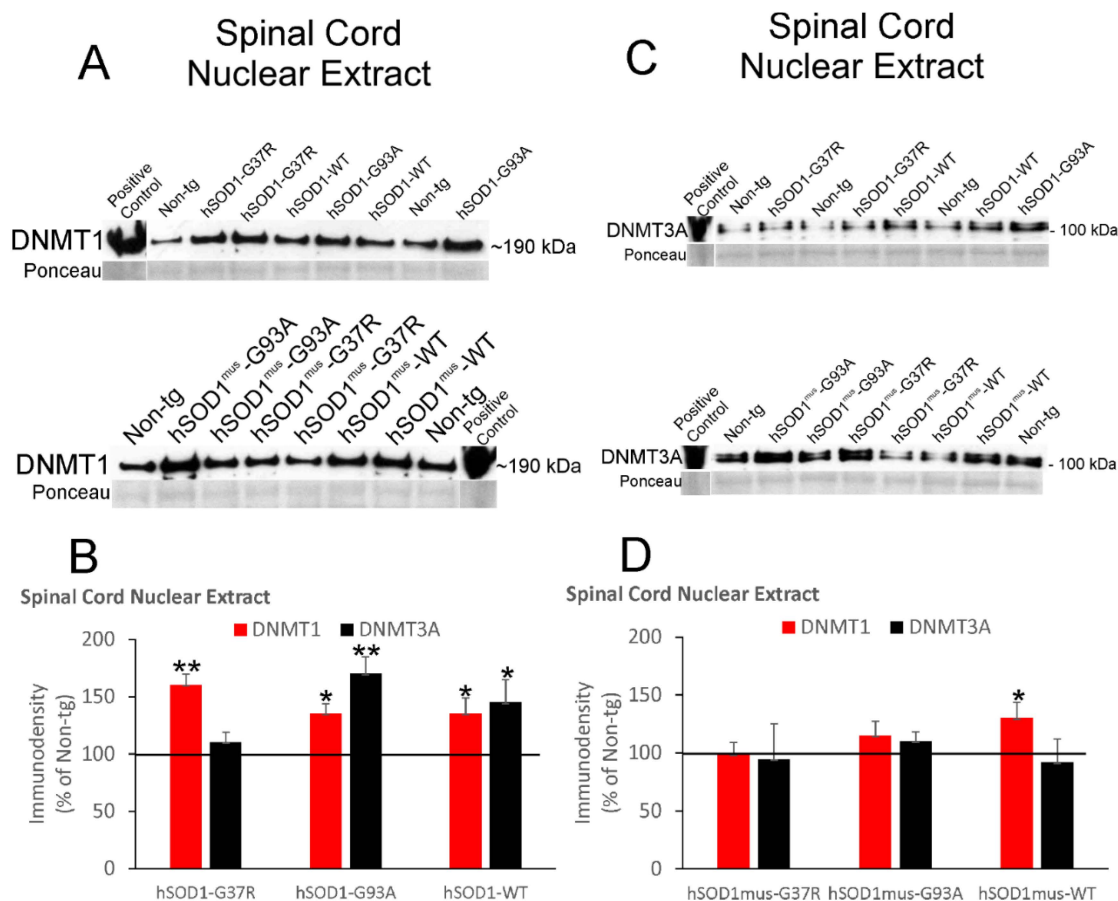 A
Spinal Cord
Nuclear Extract
Positive
Control
Non-tg
hSOD1-G37R
hSOD1-G37R
hSOD1-WT
hSOD1-G93A
hSOD1-WT
Non-tg
hSOD1-G93A
DNMT1
~190 kDa
Ponceau
Non-tg
hSOD1mus-G93A
hSOD1mus-G93A
hSOD1mus-G37R
hSOD1mus-G37R
hSOD1mus-WT
hSOD1mus-WT
Non-tg
Positive
Control
DNMT1
~190 kDa
Ponceau
C
Spinal Cord
Nuclear Extract
Positive
Control
Non-tg
hSOD1-G37R
Non-tg
hSOD1-G37R
hSOD1-WT
Non-tg
hSOD1-WT
hSOD1-G93A
DNMT3A
- 100 kDa
Ponceau
Positive
Control
Non-tg
hSOD1mus-G93A
hSOD1mus-G93A
hSOD1mus-G37R
hSOD1mus-G37R
hSOD1mus-WT
hSOD1mus-WT
Non-tg
DNMT3A
- 100 kDa
Ponceau
B
Spinal Cord Nuclear Extract
DNMT1 DNMT3A
Immunodensity
(% of Non-tg)
200
150
100
50
0
** * ** * *
hSOD1-G37R hSOD1-G93A hSOD1-WT
D
Spinal Cord Nuclear Extract
DNMT1 DNMT3A
Immunodensity
(% of Non-tg)
200
150
100
50
0
*
hSOD1mus-G37R hSOD1mus-G93A hSOD1mus-WT